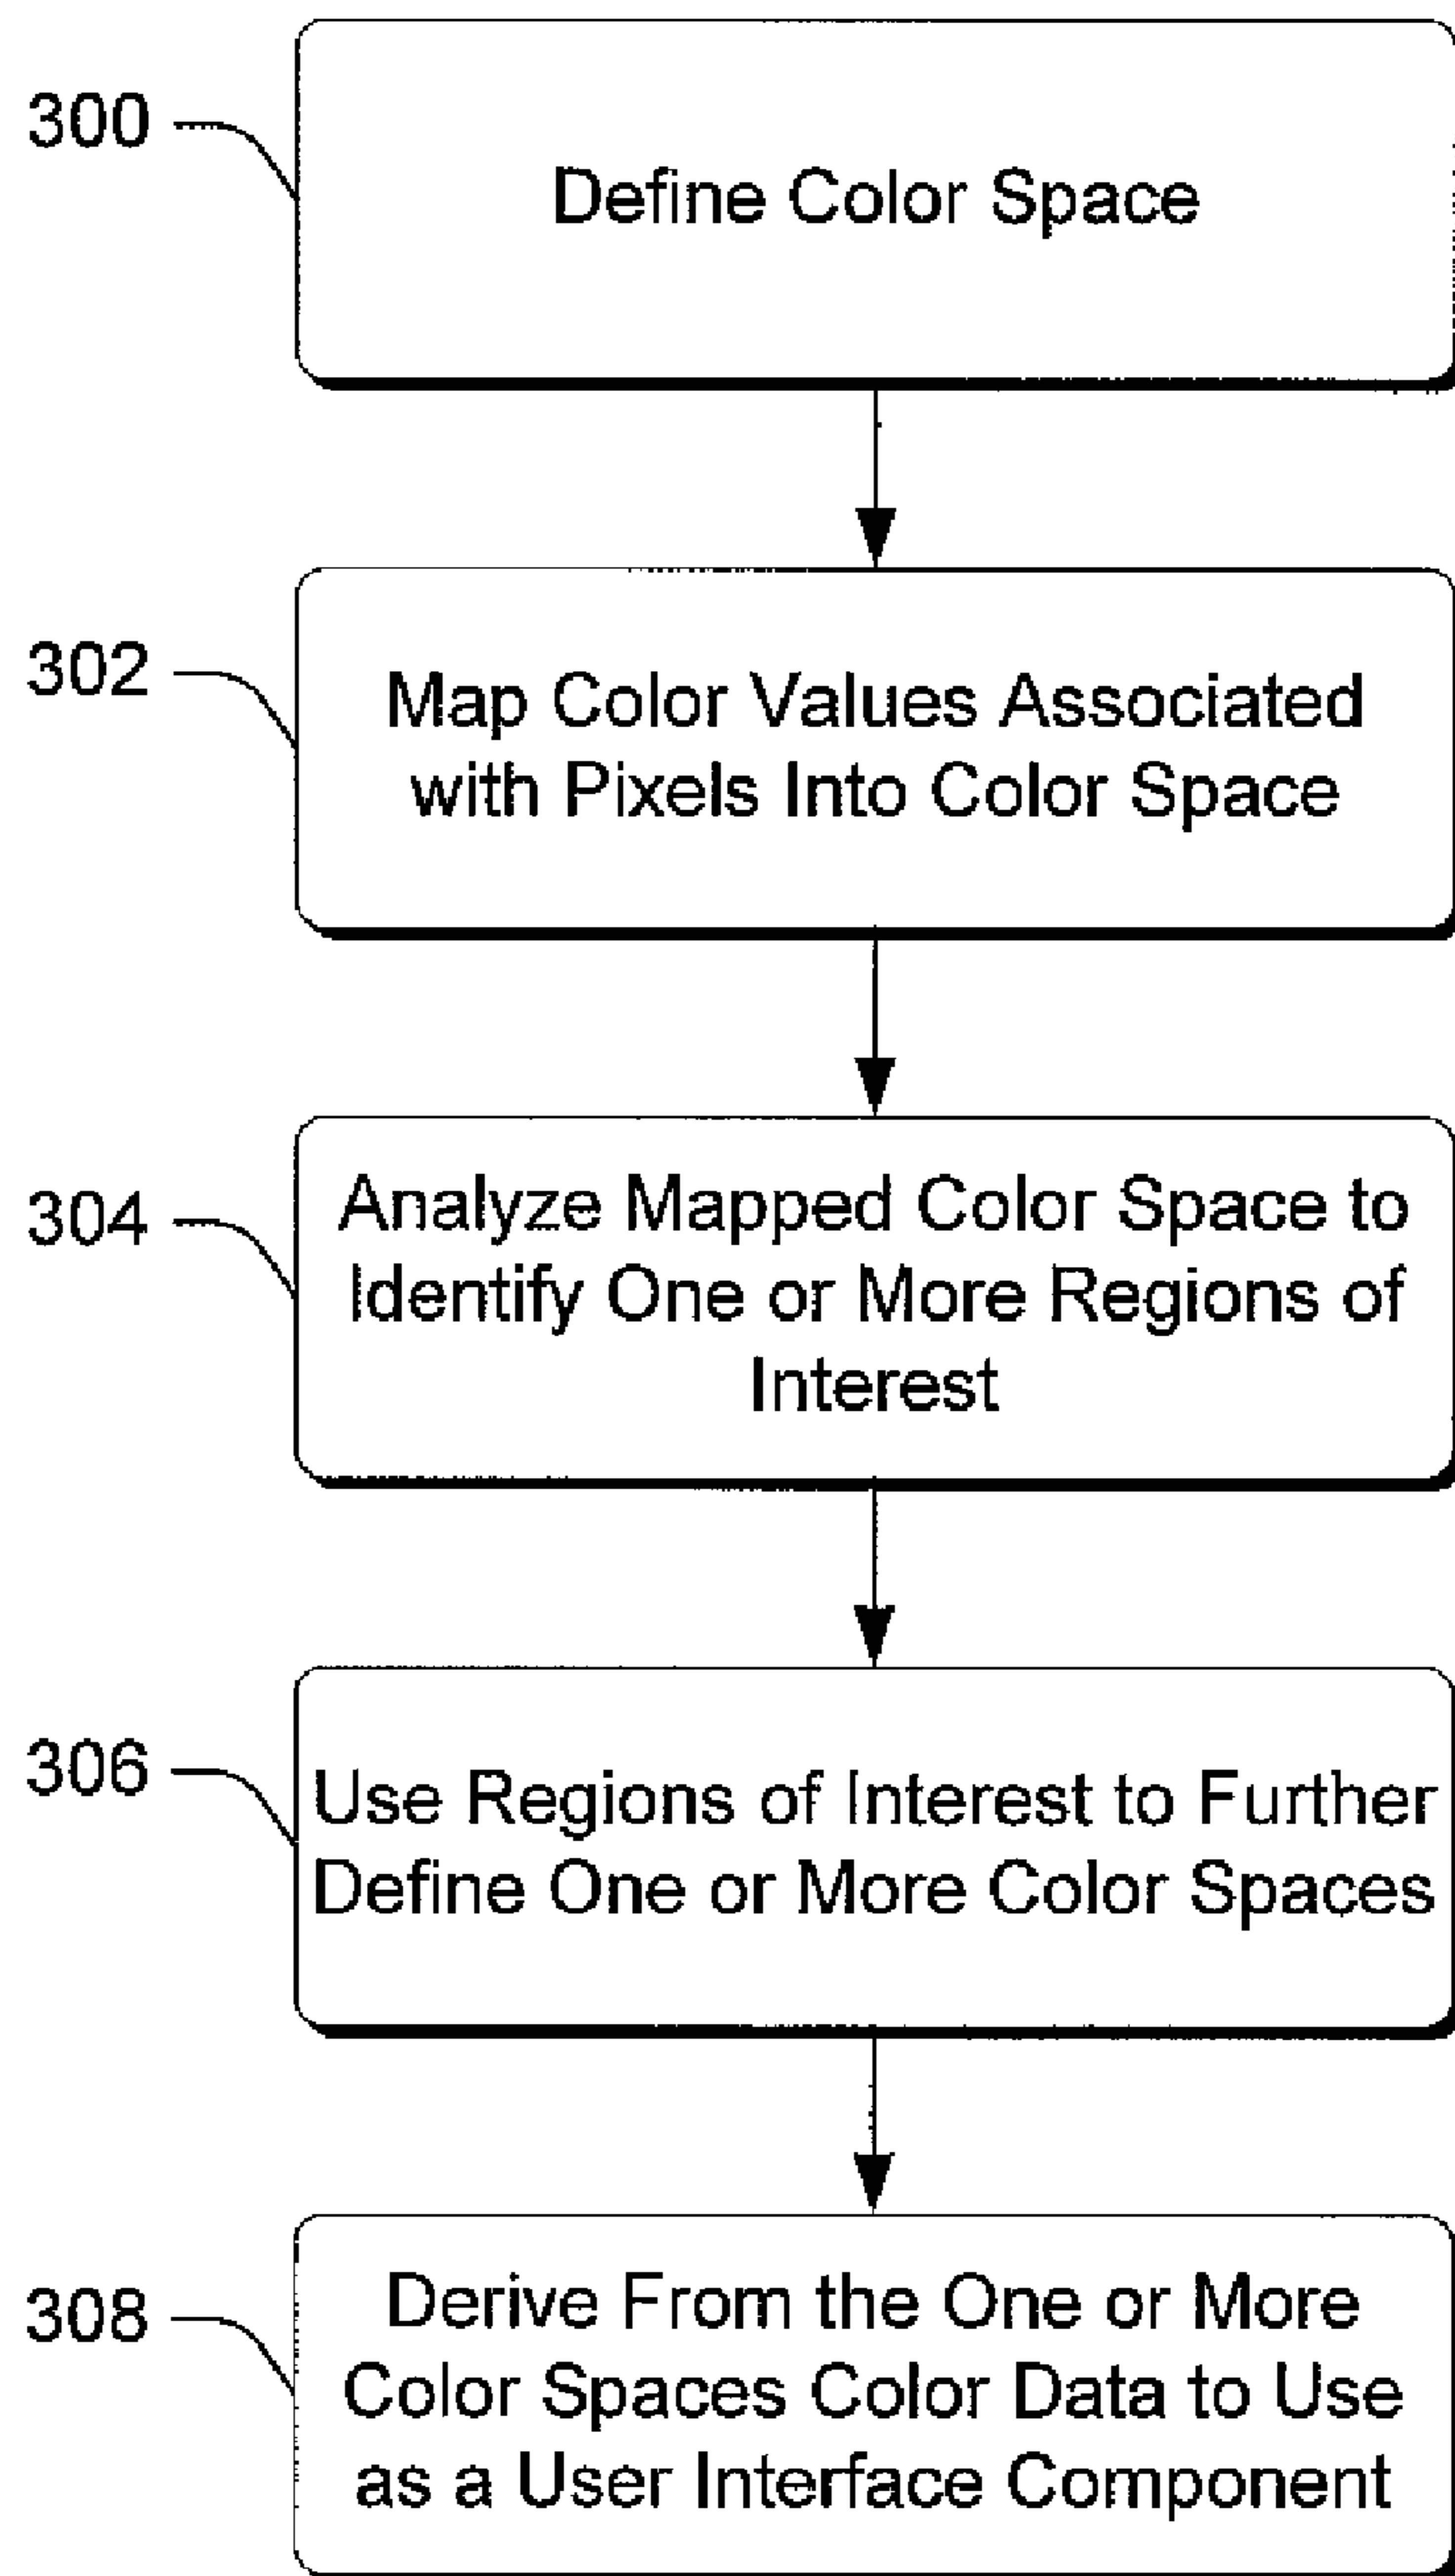 300
Define Color Space
302
Map Color Values Associated
with Pixels Into Color Space
304
Analyze Mapped Color Space to
Identify One or More Regions of
Interest
306
Use Regions of Interest to Further
Define One or More Color Spaces
308
Derive From the One or More
Color Spaces Color Data to Use
as a User Interface Component